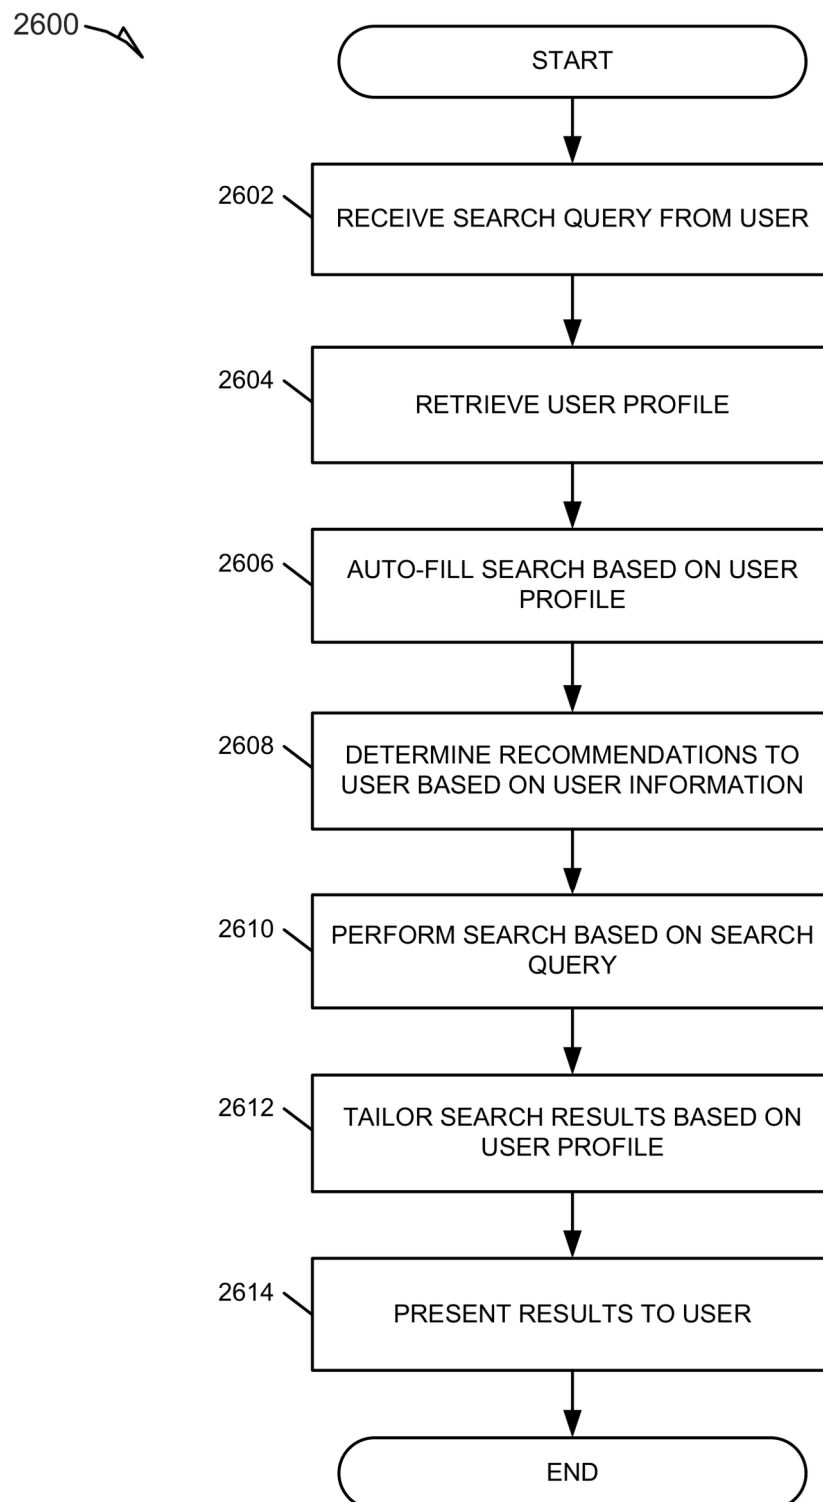 2600
START
2602
RECEIVE SEARCH QUERY FROM USER
2604
RETRIEVE USER PROFILE
2606
AUTO-FILL SEARCH BASED ON USER
PROFILE
2608
DETERMINE RECOMMENDATIONS TO
USER BASED ON USER INFORMATION
2610
PERFORM SEARCH BASED ON SEARCH
QUERY
2612
TAILOR SEARCH RESULTS BASED ON
USER PROFILE
2614
PRESENT RESULTS TO USER
END